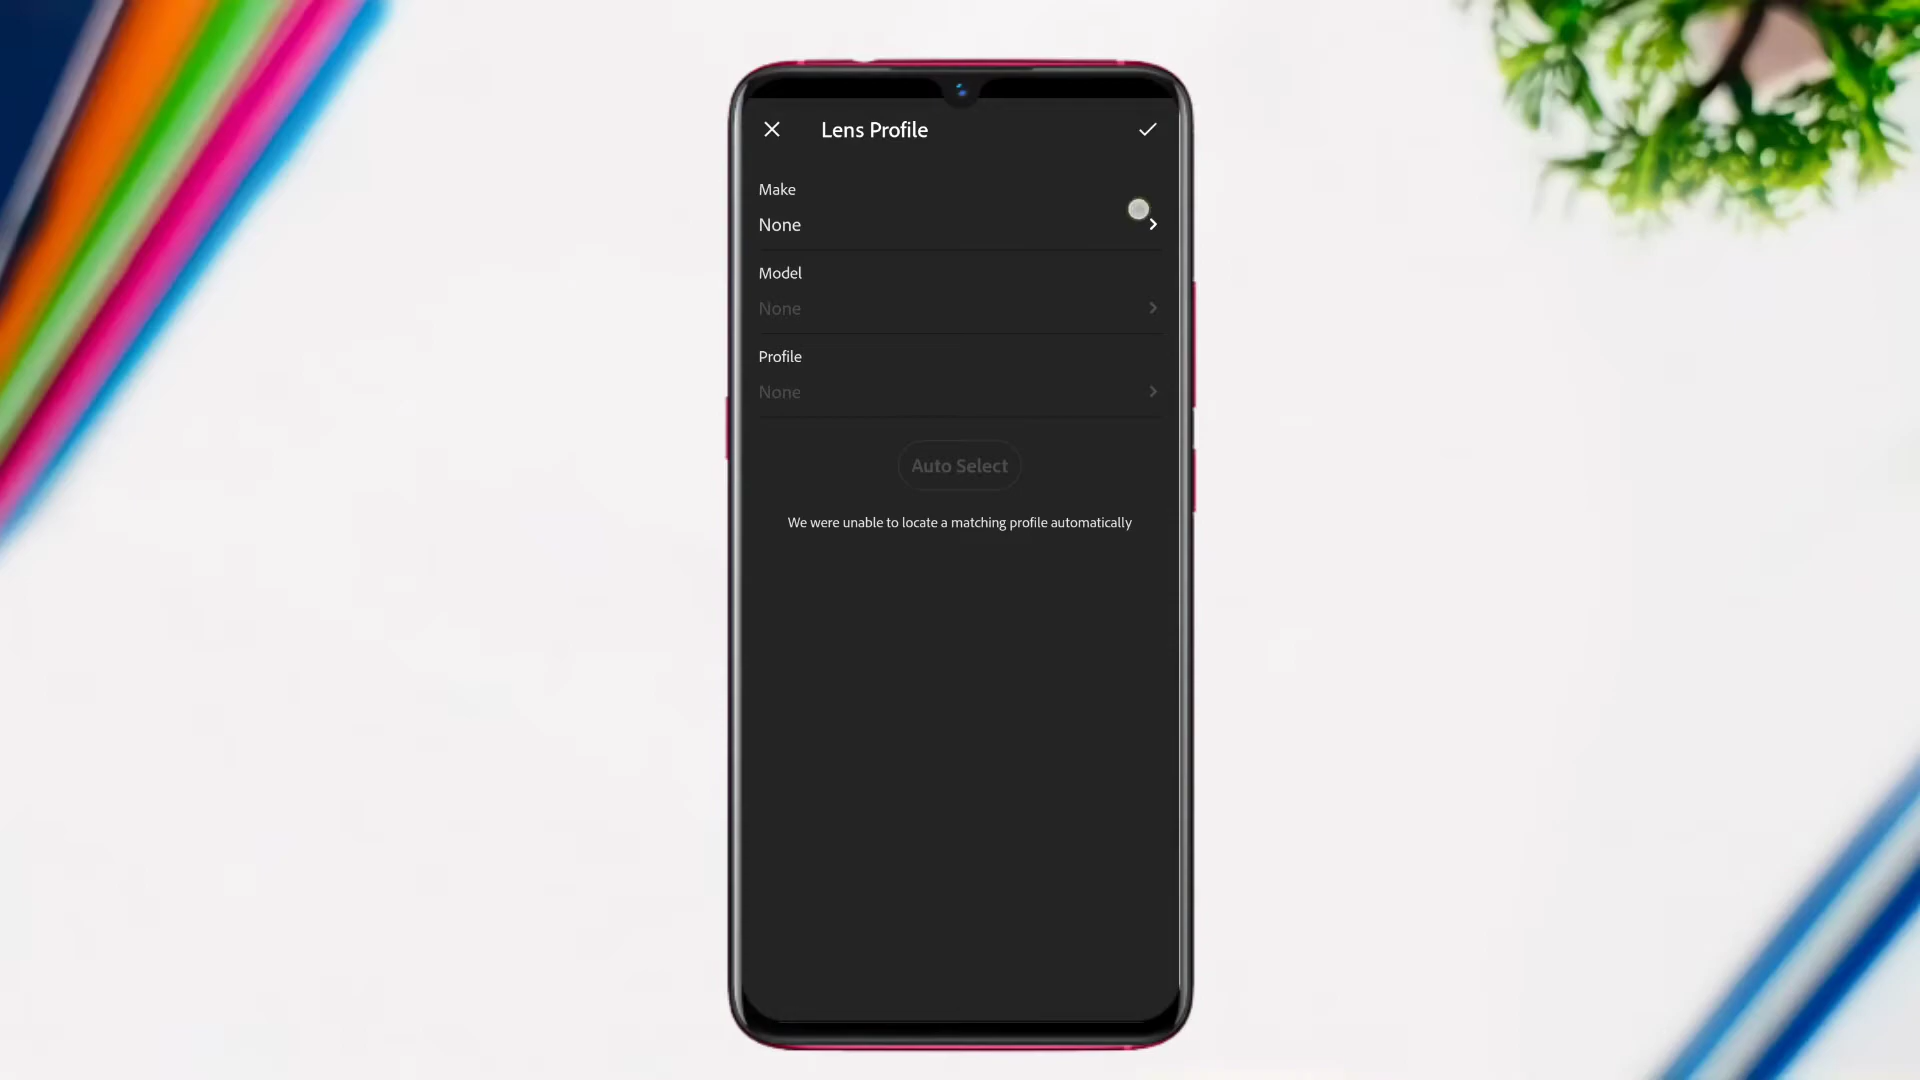 Lens Profile
Make
None
Model
None
Profile
None
Auto Select
We were unable to locate a matching profile automatically